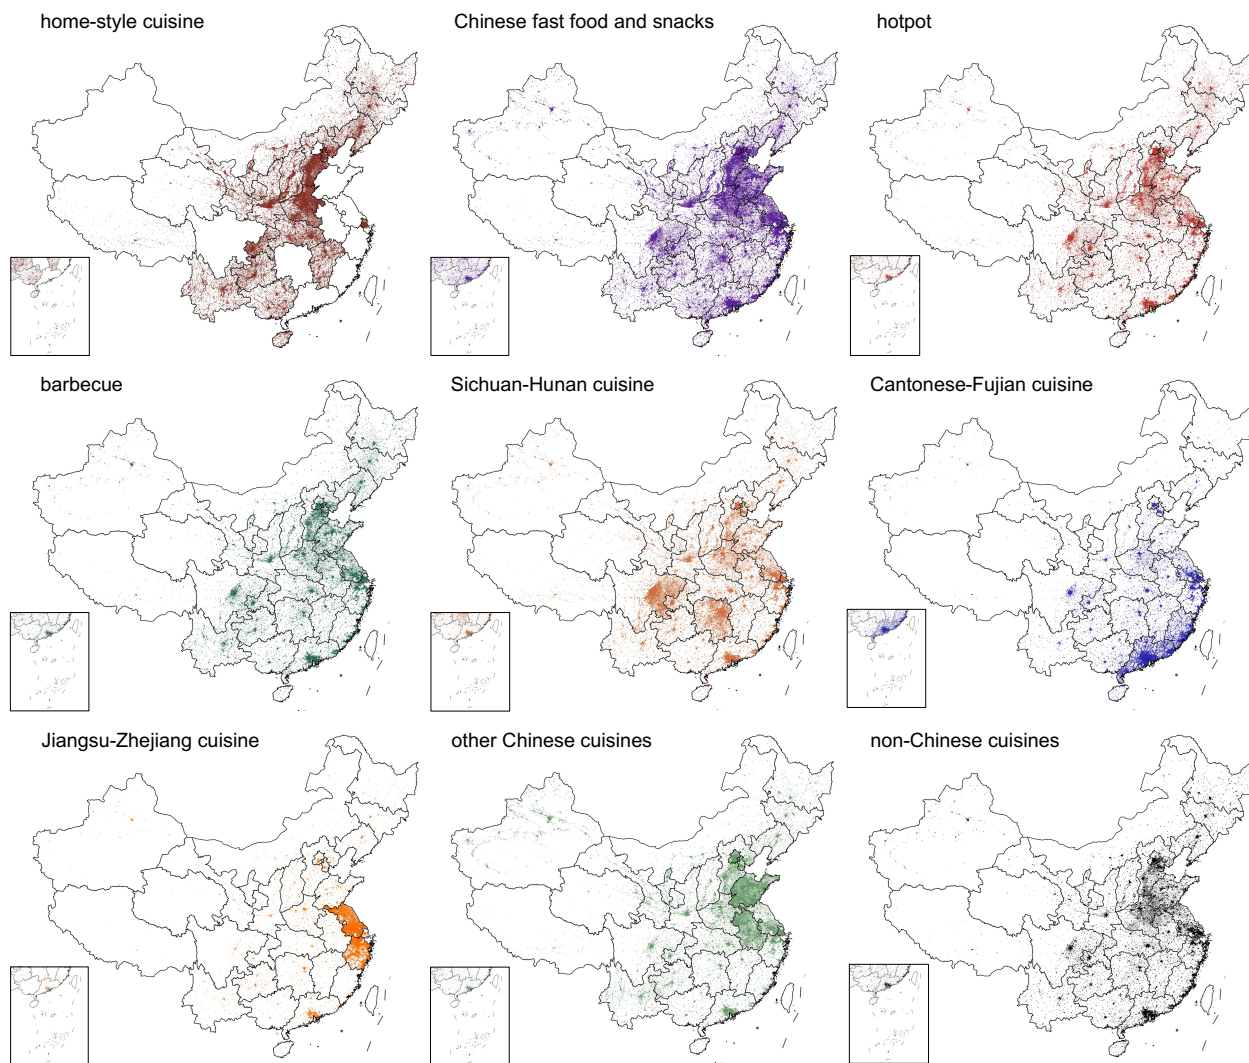 home-style cuisine
Chinese fast food and snacks
hotpot
barbecue
Sichuan-Hunan cuisine
Cantonese-Fujian cuisine
Jiangsu-Zhejiang cuisine
other Chinese cuisines
non-Chinese cuisines